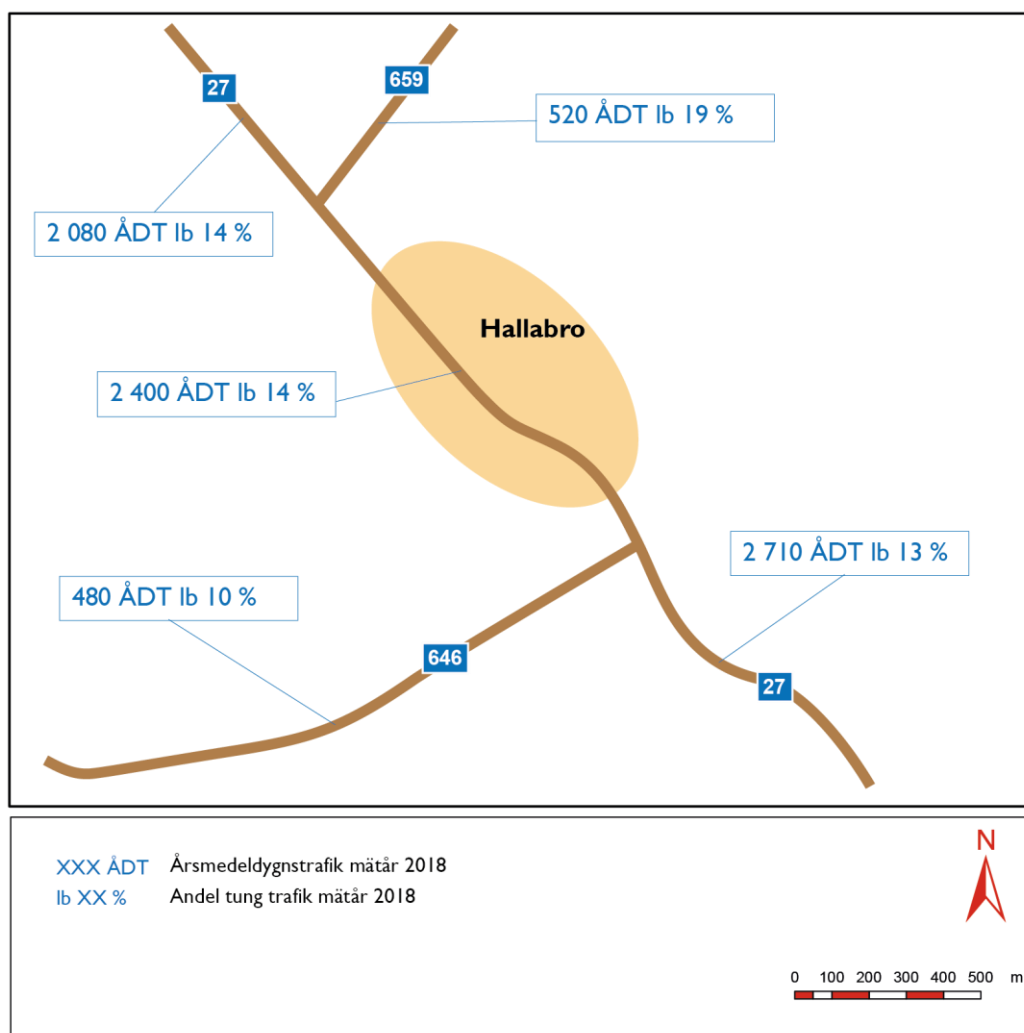 27
659
520 ÅDT lb 19 %
2 080 ÅDT lb 14 %
Hallabro
2 400 ÅDT lb 14 %
2 710 ÅDT lb 13 %
480 ÅDT lb 10 %
646
27
XXX ÅDT Årsmedeldygnstrafik mätår 2018
lb XX % Andel tung trafik mätår 2018
N
0 100 200 300 400 500 m